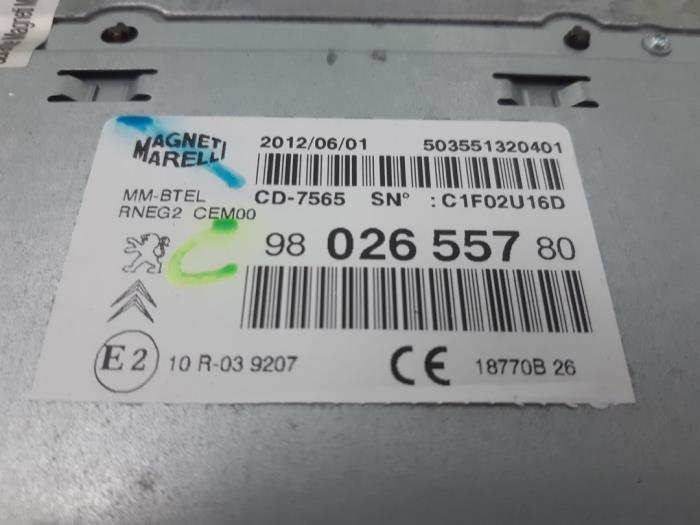 Magneti M
MAGNETI
MARELLI
2012/06/01 503551320401
MM-BTEL CD-7565 SN° : C1F02U16D
RNEG2 CEM00
98 026 557 80
E2 10 R-03 9207 CE 18770B 26